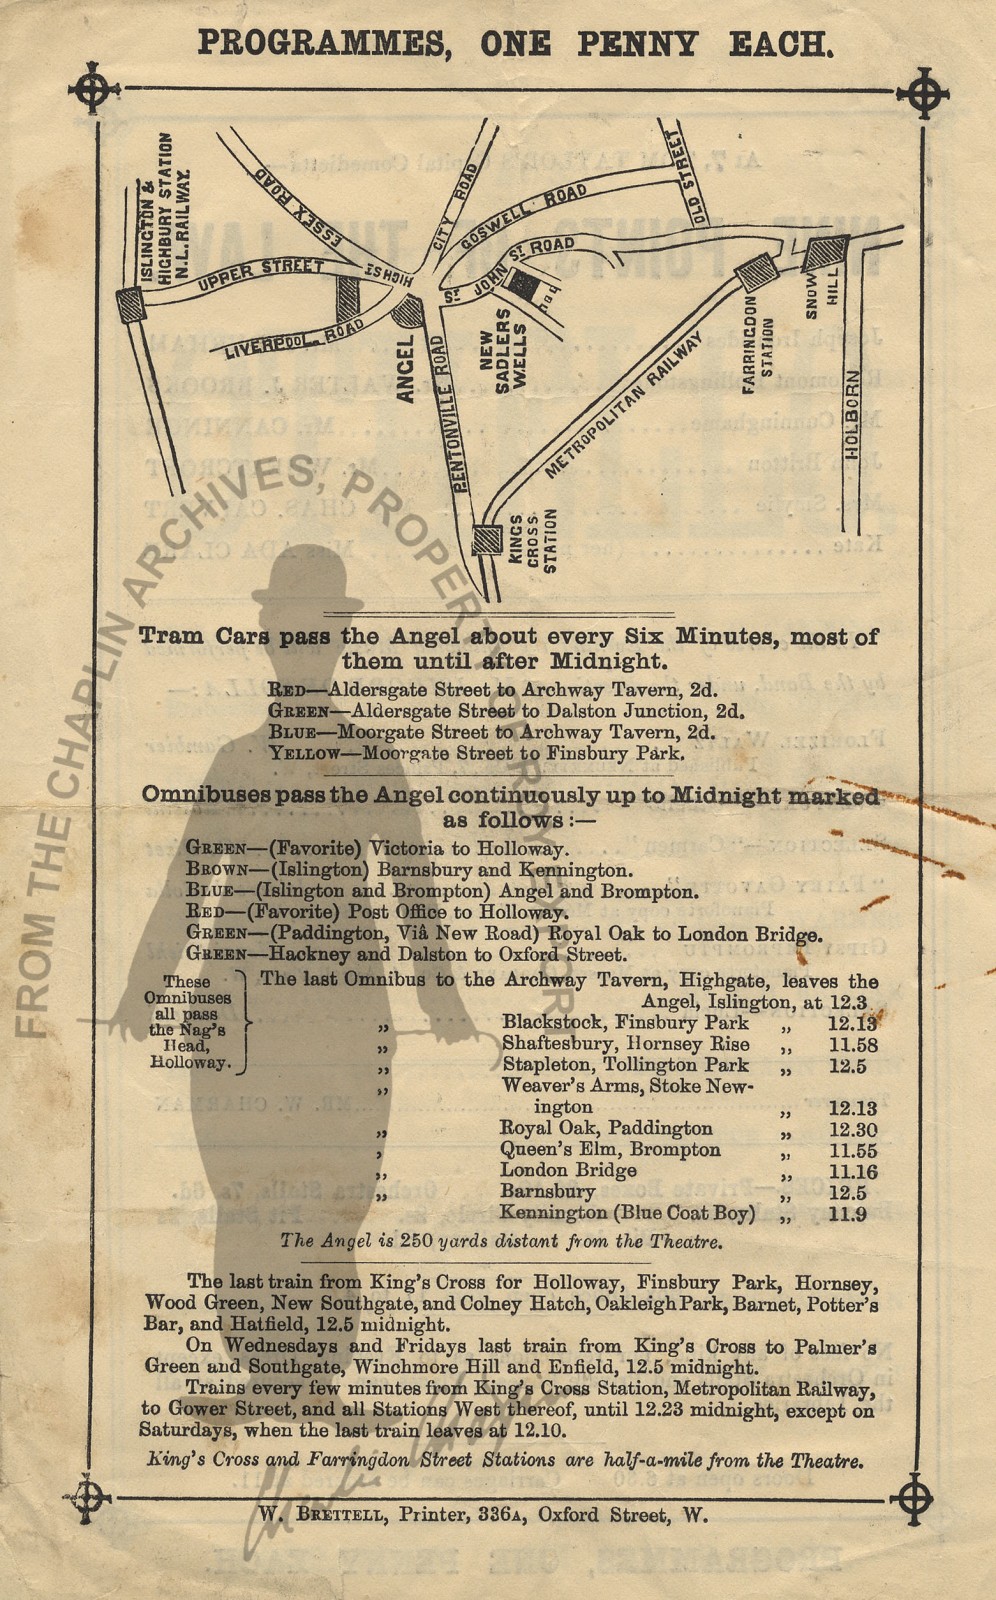 PROGRAMMES, ONE PENNY EACH.
ISLINGTON &
HIGHBURY STATION
N.L. RAILWAY.
ESSEX ROAD
CITY ROAD
GOSWELL ROAD
OLD STREET
UPPER STREET
HIGH ST
ST JOHN ST ROAD
LIVERPOOL ROAD
ANGEL
NEW
SADLERS
WELLS
PENTONVILLE ROAD
METROPOLITAN RAILWAY
FARRINGDON
STATION
SNOW
HILL
HOLBORN
KINGS
CROSS
STATION
Tram Cars pass the Angel about every Six Minutes, most of
them until after Midnight.
RED—Aldersgate Street to Archway Tavern, 2d.
GREEN—Aldersgate Street to Dalston Junction, 2d.
BLUE—Moorgate Street to Archway Tavern, 2d.
YELLOW—Moorgate Street to Finsbury Park.
Omnibuses pass the Angel continuously up to Midnight marked
as follows:—
GREEN—(Favorite) Victoria to Holloway.
BROWN—(Islington) Barnsbury and Kennington.
BLUE—(Islington and Brompton) Angel and Brompton.
RED—(Favorite) Post Office to Holloway.
GREEN—(Paddington, Viâ New Road) Royal Oak to London Bridge.
GREEN—Hackney and Dalston to Oxford Street.
These
Omnibuses
all pass
the Nag's
Head,
Holloway.
The last Omnibus to the Archway Tavern, Highgate, leaves the
Angel, Islington, at 12.3
„ Blackstock, Finsbury Park „ 12.13
„ Shaftesbury, Hornsey Rise „ 11.58
„ Stapleton, Tollington Park „ 12.5
„ Weaver's Arms, Stoke New-
ington „ 12.13
„ Royal Oak, Paddington „ 12.30
, Queen's Elm, Brompton „ 11.55
„ London Bridge „ 11.16
„ Barnsbury „ 12.5
Kennington (Blue Coat Boy) „ 11.9
The Angel is 250 yards distant from the Theatre.
The last train from King's Cross for Holloway, Finsbury Park, Hornsey,
Wood Green, New Southgate, and Colney Hatch, Oakleigh Park, Barnet, Potter's
Bar, and Hatfield, 12.5 midnight.
On Wednesdays and Fridays last train from King's Cross to Palmer's
Green and Southgate, Winchmore Hill and Enfield, 12.5 midnight.
Trains every few minutes from King's Cross Station, Metropolitan Railway,
to Gower Street, and all Stations West thereof, until 12.23 midnight, except on
Saturdays, when the last train leaves at 12.10.
King's Cross and Farringdon Street Stations are half-a-mile from the Theatre.
W. BRETTELL, Printer, 336A, Oxford Street, W.
FROM THE CHAPLIN ARCHIVES, PROPERTY OF ROY EXPORT
Charlie Chaplin